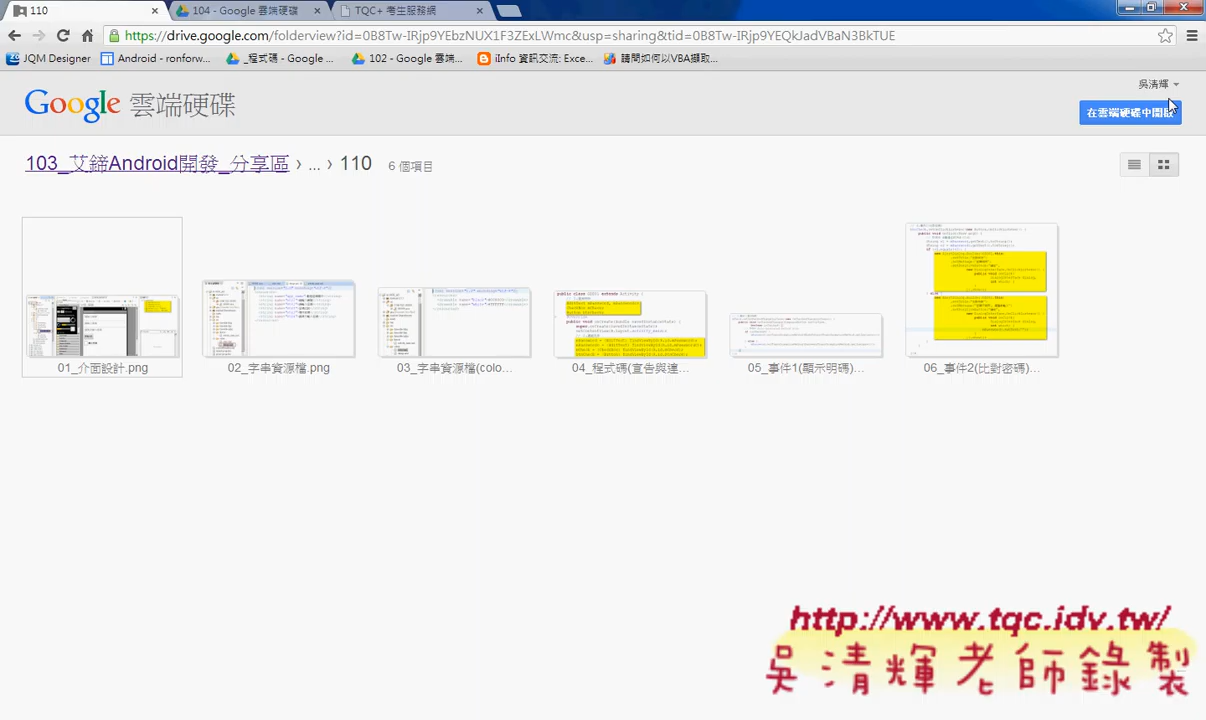 110
104 - Google 雲端硬碟
TQC+ 考生服務網
https://drive.google.com/folderview?id=0B8Tw-IRjp9YEbzNUX1F3ZExLWmc&usp=sharing&tid=0B8Tw-IRjp9YEQkJadVBaN3BkTUE
JQM Designer
Android - ronforw...
_程式碼 - Google ...
102 - Google 雲端...
iInfo 資訊交流: Exce...
請問如何以VBA擷取...
吳清輝
Google 雲端硬碟
在雲端硬碟中開啟
103_艾鍗Android開發_分享區 › ... › 110 6 個項目
01_介面設計.png
02_字串資源檔.png
03_字串資源檔(colo...
04_程式碼(宣告與連...
05_事件1(顯示明碼)...
06_事件2(比對密碼)...
http://www.tqc.idv.tw/
吳清輝老師錄製